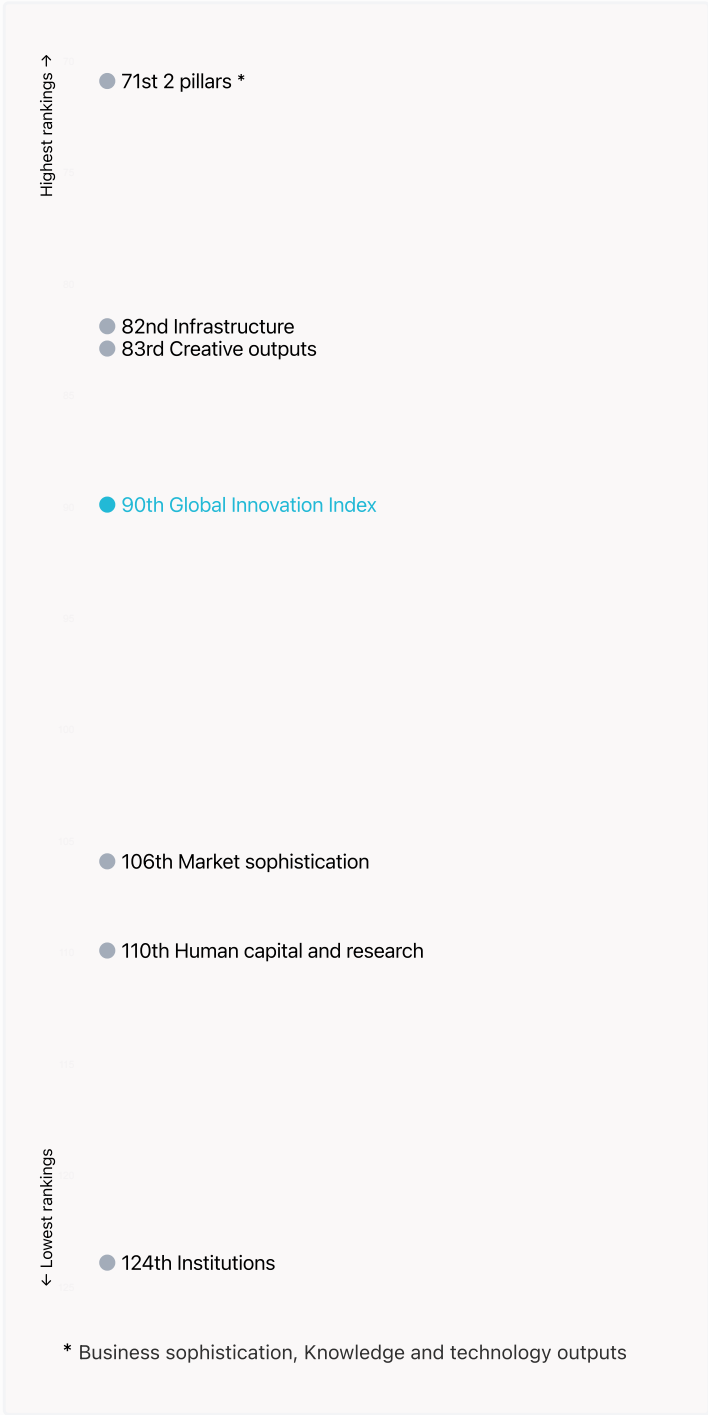 Highest rankings →
71st 2 pillars *
82nd Infrastructure
83rd Creative outputs
90th Global Innovation Index
106th Market sophistication
110th Human capital and research
← Lowest rankings
124th Institutions
* Business sophistication, Knowledge and technology outputs